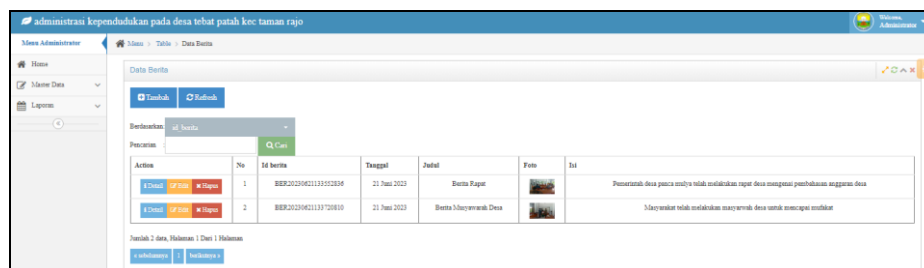 administrasi kependudukan pada desa tebat patah kec taman rajo
Welcome, Administrator
Menu Administrator
Menu > Table > Data Berita
Home
Master Data
Laporan
Data Berita
Tambah Refresh
Berdasarkan: id_berita
Pencarian : Cari
Action No Id berita Tanggal Judul Foto Isi
Detail Edit Hapus 1 BER20230621133552836 21 Juni 2023 Berita Rapat Pemerintah desa panca mulya telah melakukan rapat desa mengenai pembahasan anggaran desa
Detail Edit Hapus 2 BER20230621133720810 21 Juni 2023 Berita Musyawarah Desa Masyarakat telah melakukan masyarwah desa untuk mencapai mufakat
Jumlah 2 data, Halaman 1 Dari 1 Halaman
« sebelumnya 1 berikutnya »